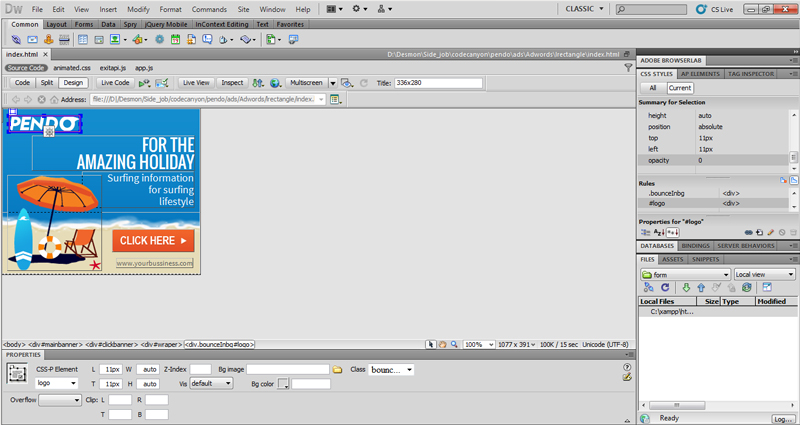 Dw File Edit View Insert Modify Format Commands Site Window Help
CLASSIC CS Live
Common Layout Forms Data Spry jQuery Mobile InContext Editing Text Favorites
index.html D:\Desmon\Side_job\codecanyon\pendo\ads\Adwords\lrectangle\index.html
Source Code animated.css exitapi.js app.js
Code Split Design Live Code Live View Inspect Multiscreen Title: 336x280
Address: file:///D|/Desmon/Side_job/codecanyon/pendo/ads/Adwords/lrectangle/index.
PENDO
FOR THE
AMAZING HOLIDAY
Surfing information
for surfing
lifestyle
CLICK HERE
www.yourbussiness.com
<body> <div#mainbanner> <div#clickbanner> <div#wraper> <div.bounceInbg#logo>
100% 1077 x 391 100K / 15 sec Unicode (UTF-8)
PROPERTIES
CSS-P Element L 11px W auto Z-Index Bg image Class bounc...
logo T 11px H auto Vis default Bg color
Overflow Clip: L R
T B
ADOBE BROWSERLAB
CSS STYLES AP ELEMENTS TAG INSPECTOR
All Current
Summary for Selection
height auto
position absolute
top 11px
left 11px
opacity 0
Rules
.bounceInbg <div>
#logo <div>
Properties for "#logo"
DATABASES BINDINGS SERVER BEHAVIORS
FILES ASSETS SNIPPETS
form Local view
Local Files Size Type Modified
C:\xampp\ht...
Ready Log...